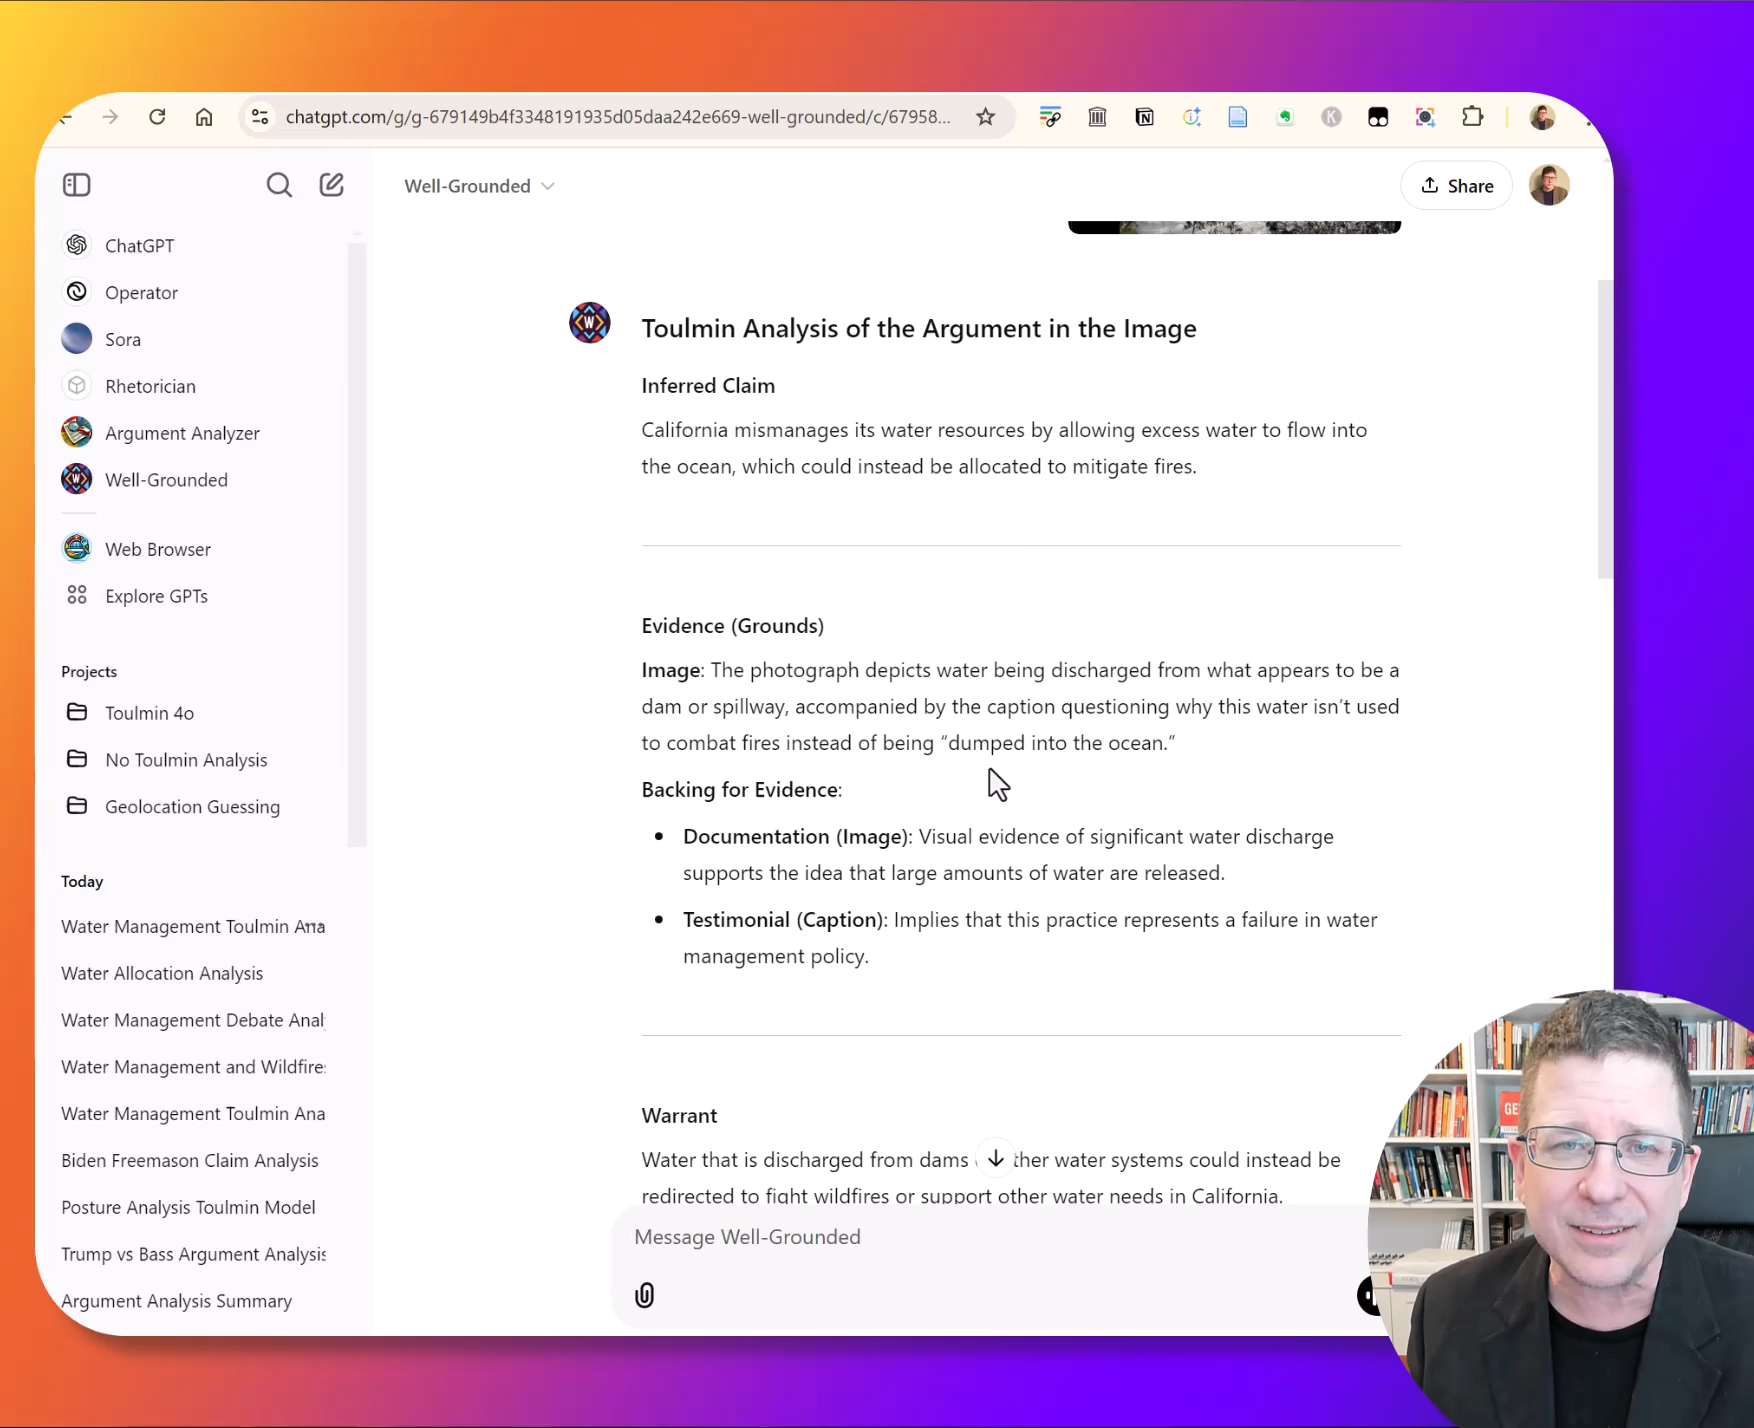 chatgpt.com/g/g-679149b4f3348191935d05daa242e669-well-grounded/c/67958...
Well-Grounded
Share
ChatGPT
Operator
Sora
Rhetorician
Argument Analyzer
Well-Grounded
Web Browser
Explore GPTs
Projects
Toulmin 4o
No Toulmin Analysis
Geolocation Guessing
Today
Water Management Toulmin Ana
Water Allocation Analysis
Water Management Debate Anal
Water Management and Wildfires
Water Management Toulmin Ana
Biden Freemason Claim Analysis
Posture Analysis Toulmin Model
Trump vs Bass Argument Analysis
Argument Analysis Summary
Toulmin Analysis of the Argument in the Image
Inferred Claim
California mismanages its water resources by allowing excess water to flow into
the ocean, which could instead be allocated to mitigate fires.
Evidence (Grounds)
Image: The photograph depicts water being discharged from what appears to be a
dam or spillway, accompanied by the caption questioning why this water isn't used
to combat fires instead of being “dumped into the ocean.”
Backing for Evidence:
• Documentation (Image): Visual evidence of significant water discharge
supports the idea that large amounts of water are released.
• Testimonial (Caption): Implies that this practice represents a failure in water
management policy.
Warrant
Water that is discharged from dams ther water systems could instead be
redirected to fight wildfires or support other water needs in California.
Message Well-Grounded
GE